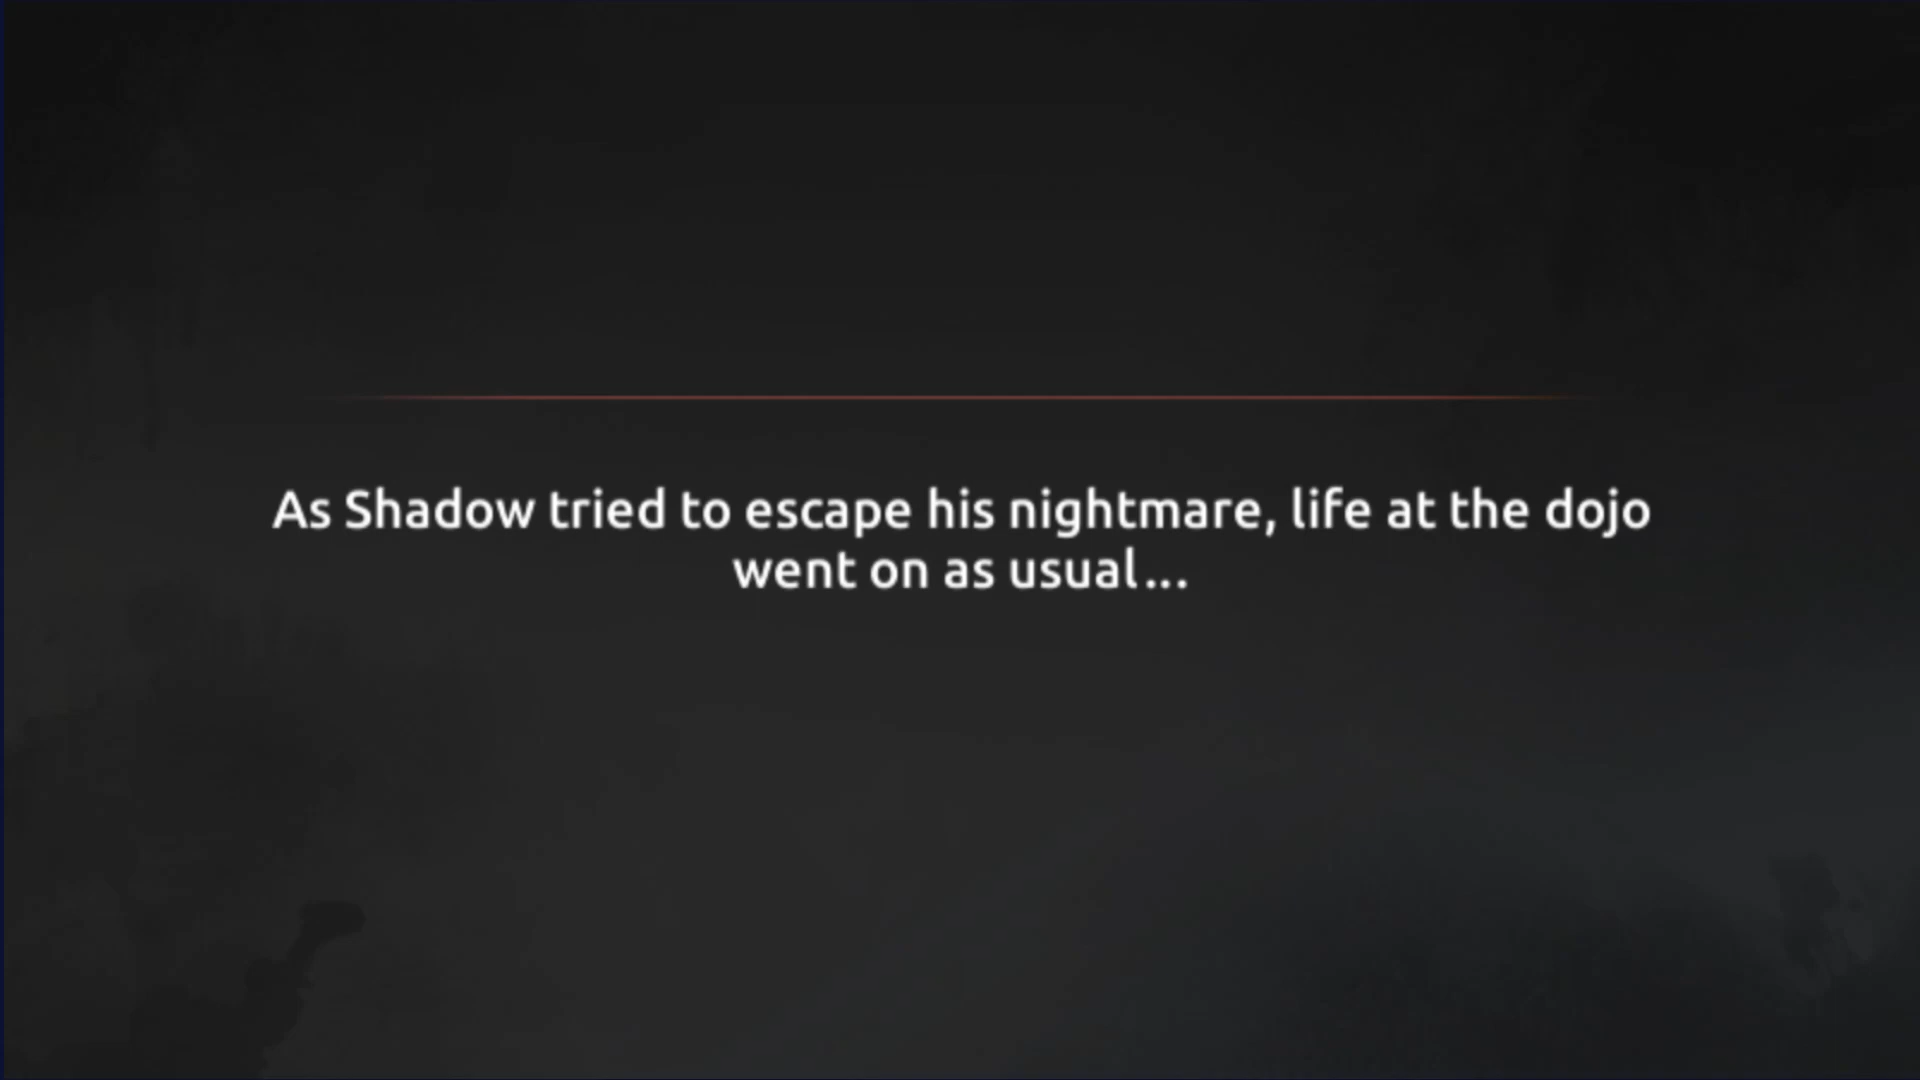 As Shadow tried to escape his nightmare, life at the dojo
went on as usual...